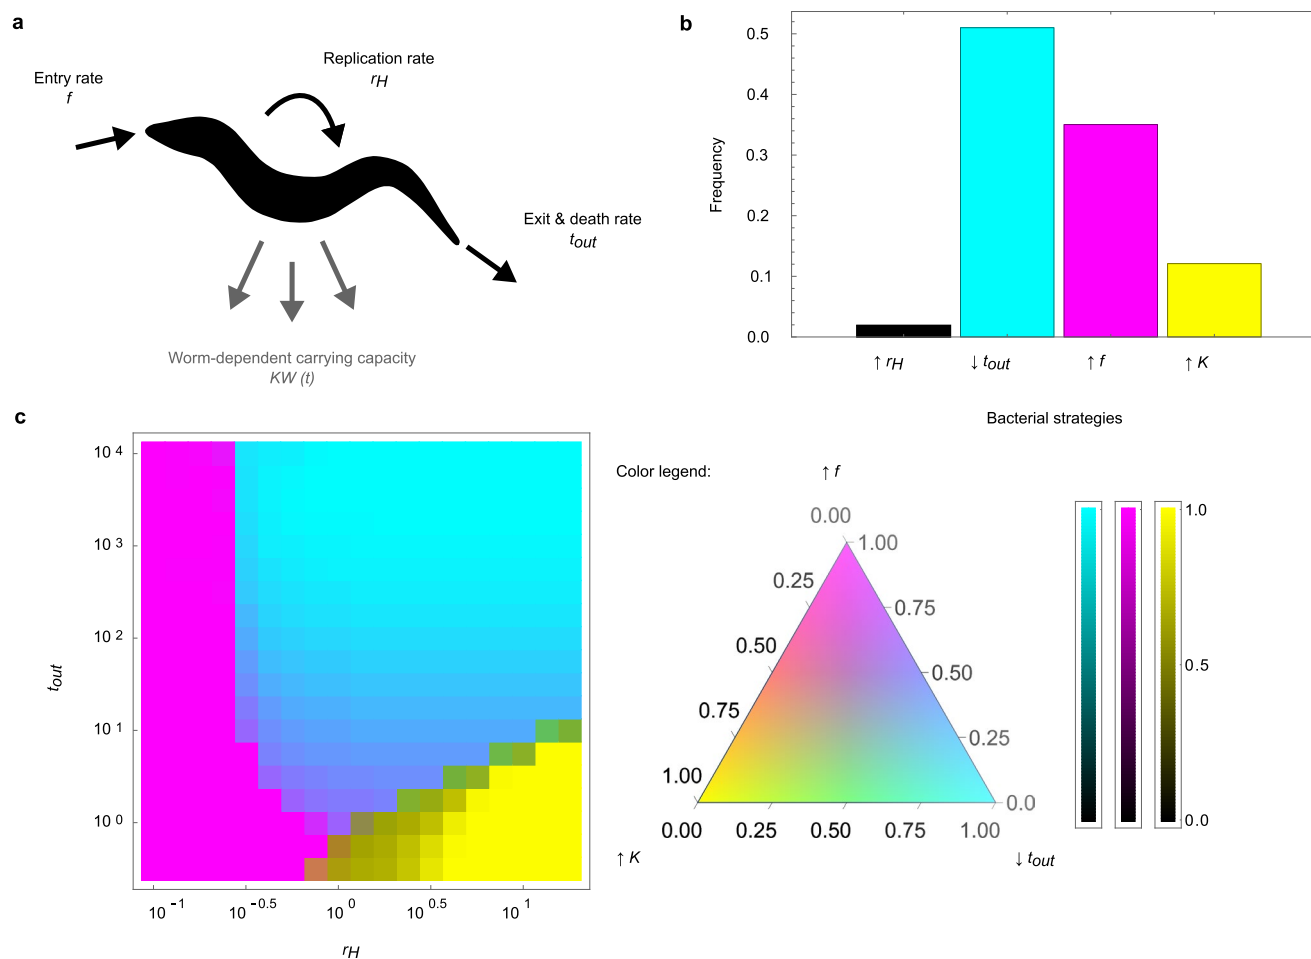 a
Entry rate
f
Replication rate
rH
Exit & death rate
tout
Worm-dependent carrying capacity
KW (t)
b
Frequency
0.5
0.4
0.3
0.2
0.1
0.0
↑ rH
↓ tout
↑ f
↑ K
Bacterial strategies
c
tout
10 4
10 3
10 2
10 1
10 0
10 -1
10 -0.5
10 0
10 0.5
10 1
rH
Color legend:
↑ f
0.00
1.00
0.25
0.75
0.50
0.50
0.75
0.25
1.00
0.0
0.00
0.25
0.50
0.75
1.00
↑ K
↓ tout
1.0
0.5
0.0